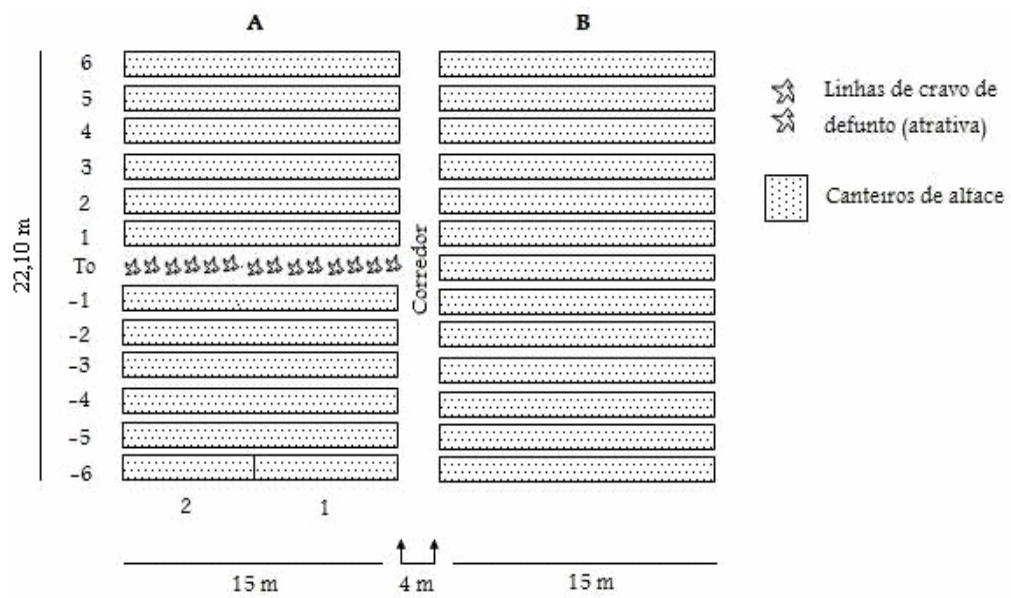 A
B
6
5
4
3
2
1
To
-1
-2
-3
-4
-5
-6
22,10 m
Corredor
2
1
15 m
4 m
15 m
Linhas de cravo de
defunto (atrativa)
Canteiros de alface